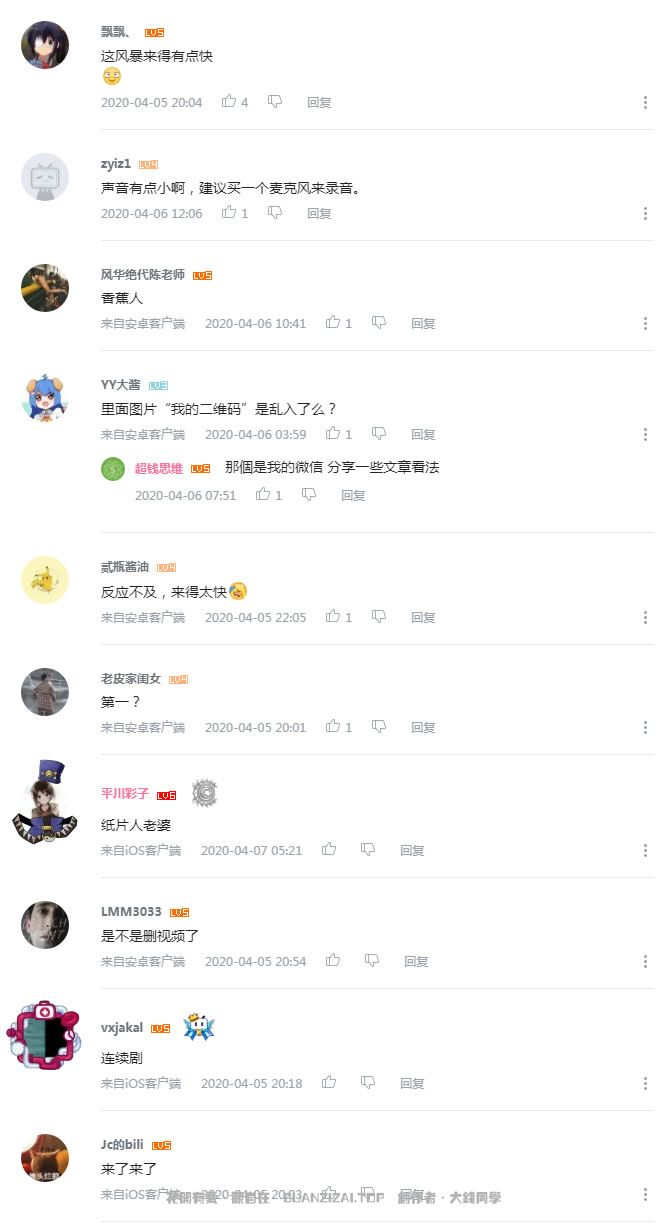 飘飘、 LV5
这风暴来得有点快
2020-04-05 20:04 4 回复
zyiz1 LV4
声音有点小啊，建议买一个麦克风来录音。
2020-04-06 12:06 1 回复
风华绝代陈老师 LV5
香蕉人
来自安卓客户端 2020-04-06 10:41 1 回复
YY大酱 LV3
里面图片“我的二维码”是乱入了么？
来自安卓客户端 2020-04-06 03:59 1 回复
超钱思维 LV5 那個是我的微信 分享一些文章看法
2020-04-06 07:51 1 回复
贰瓶酱油 LV4
反应不及，来得太快
来自安卓客户端 2020-04-05 22:05 1 回复
老皮家闺女 LV4
第一？
来自安卓客户端 2020-04-05 20:01 1 回复
平川彩子 LV6
纸片人老婆
来自iOS客户端 2020-04-07 05:21 回复
LMM3033 LV5
是不是删视频了
来自安卓客户端 2020-04-05 20:54 回复
vxjakal LV5
连续剧
来自iOS客户端 2020-04-05 20:18 回复
Jc的bili LV5
来了来了
来自iOS客户端 2020-04-05 20:03 回复
觀自在 GUANZIZAI.TOP 創作者·大錢同學